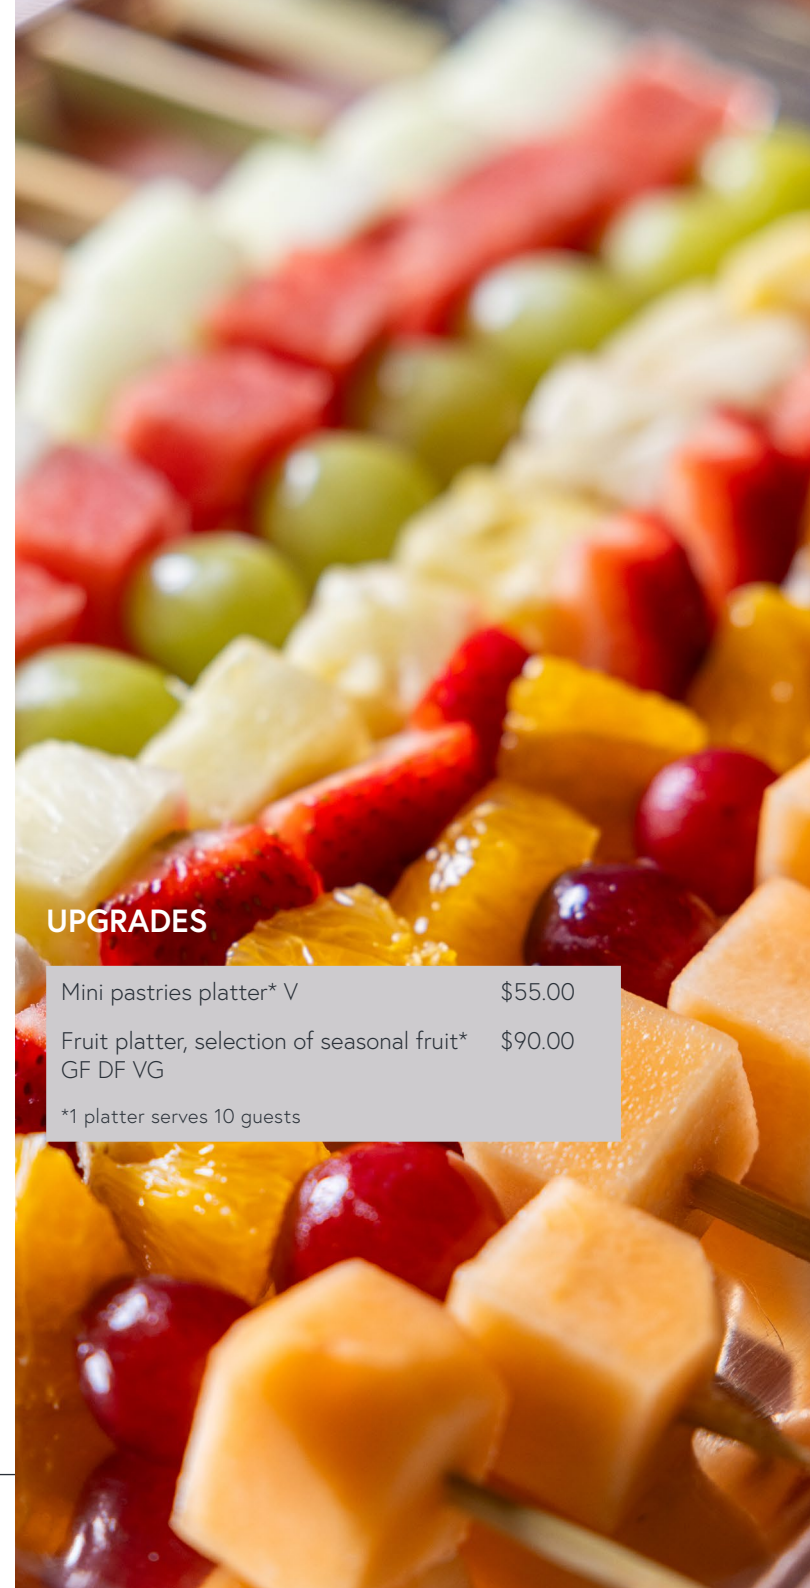 UPGRADES
Mini pastries platter* V $55.00
Fruit platter, selection of seasonal fruit* $90.00
GF DF VG
*1 platter serves 10 guests